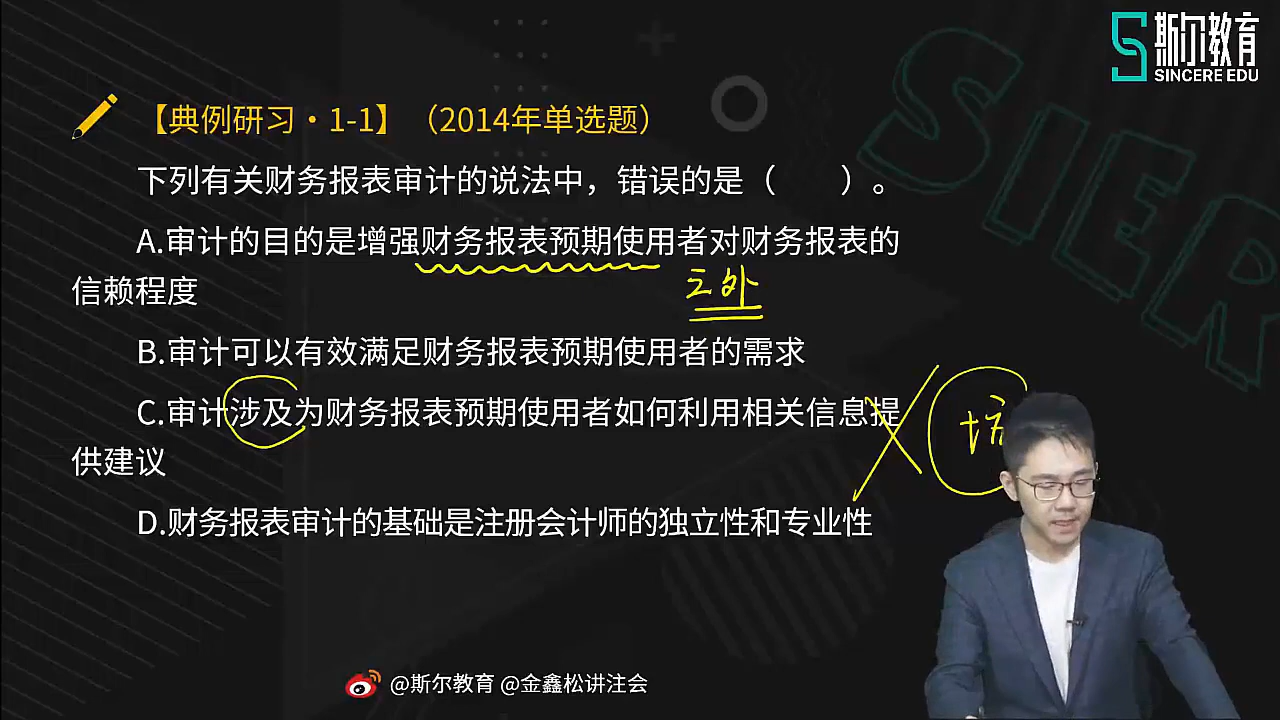 斯尔教育
SINCERE EDU
【典例研习·1-1】（2014年单选题）
下列有关财务报表审计的说法中，错误的是（　　）。
A.审计的目的是增强财务报表预期使用者对财务报表的
信赖程度
B.审计可以有效满足财务报表预期使用者的需求
C.审计涉及为财务报表预期使用者如何利用相关信息提
供建议
D.财务报表审计的基础是注册会计师的独立性和专业性
@斯尔教育 @金鑫松讲注会